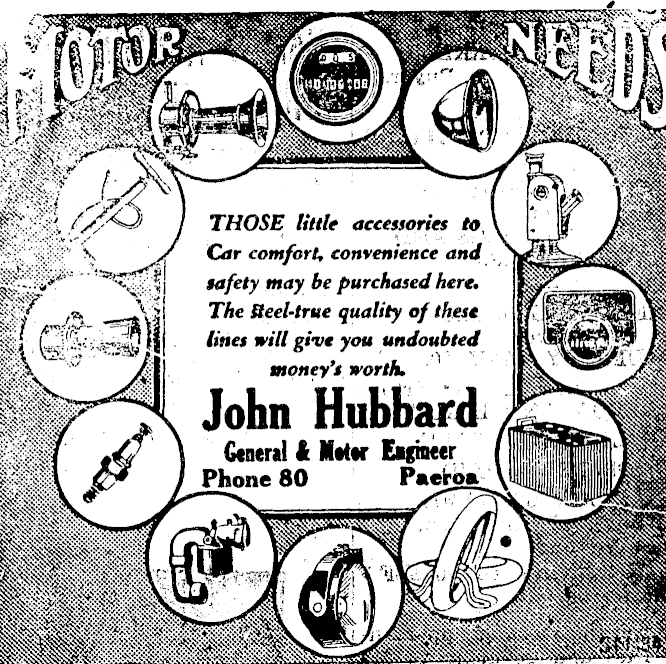 MOTOR NEEDS
THOSE little accessories to
Car comfort, convenience and
safety may be purchased here.
The Steel-true quality of these
lines will give you undoubted
money's worth.
John Hubbard
General & Motor Engineer
Phone 80 Paeroa